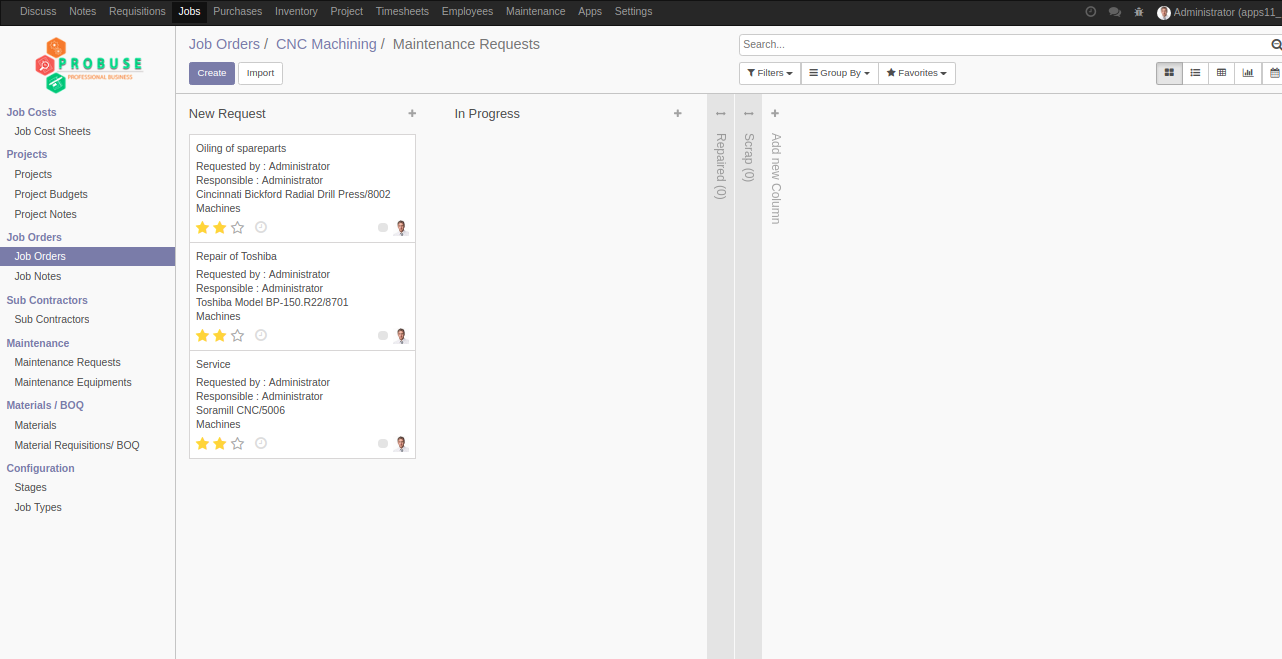 Discuss Notes Requisitions Jobs Purchases Inventory Project Timesheets Employees Maintenance Apps Settings Administrator (apps11_
PROBUSE
PROFESSIONAL BUSINESS
Job Costs
Job Cost Sheets
Projects
Projects
Project Budgets
Project Notes
Job Orders
Job Orders
Job Notes
Sub Contractors
Sub Contractors
Maintenance
Maintenance Requests
Maintenance Equipments
Materials / BOQ
Materials
Material Requisitions/ BOQ
Configuration
Stages
Job Types
Job Orders / CNC Machining / Maintenance Requests
Search...
Create Import
Filters Group By Favorites
New Request
Oiling of spareparts
Requested by : Administrator
Responsible : Administrator
Cincinnati Bickford Radial Drill Press/8002
Machines
Repair of Toshiba
Requested by : Administrator
Responsible : Administrator
Toshiba Model BP-150.R22/8701
Machines
Service
Requested by : Administrator
Responsible : Administrator
Soramill CNC/5006
Machines
In Progress
Repaired (0)
Scrap (0)
Add new Column